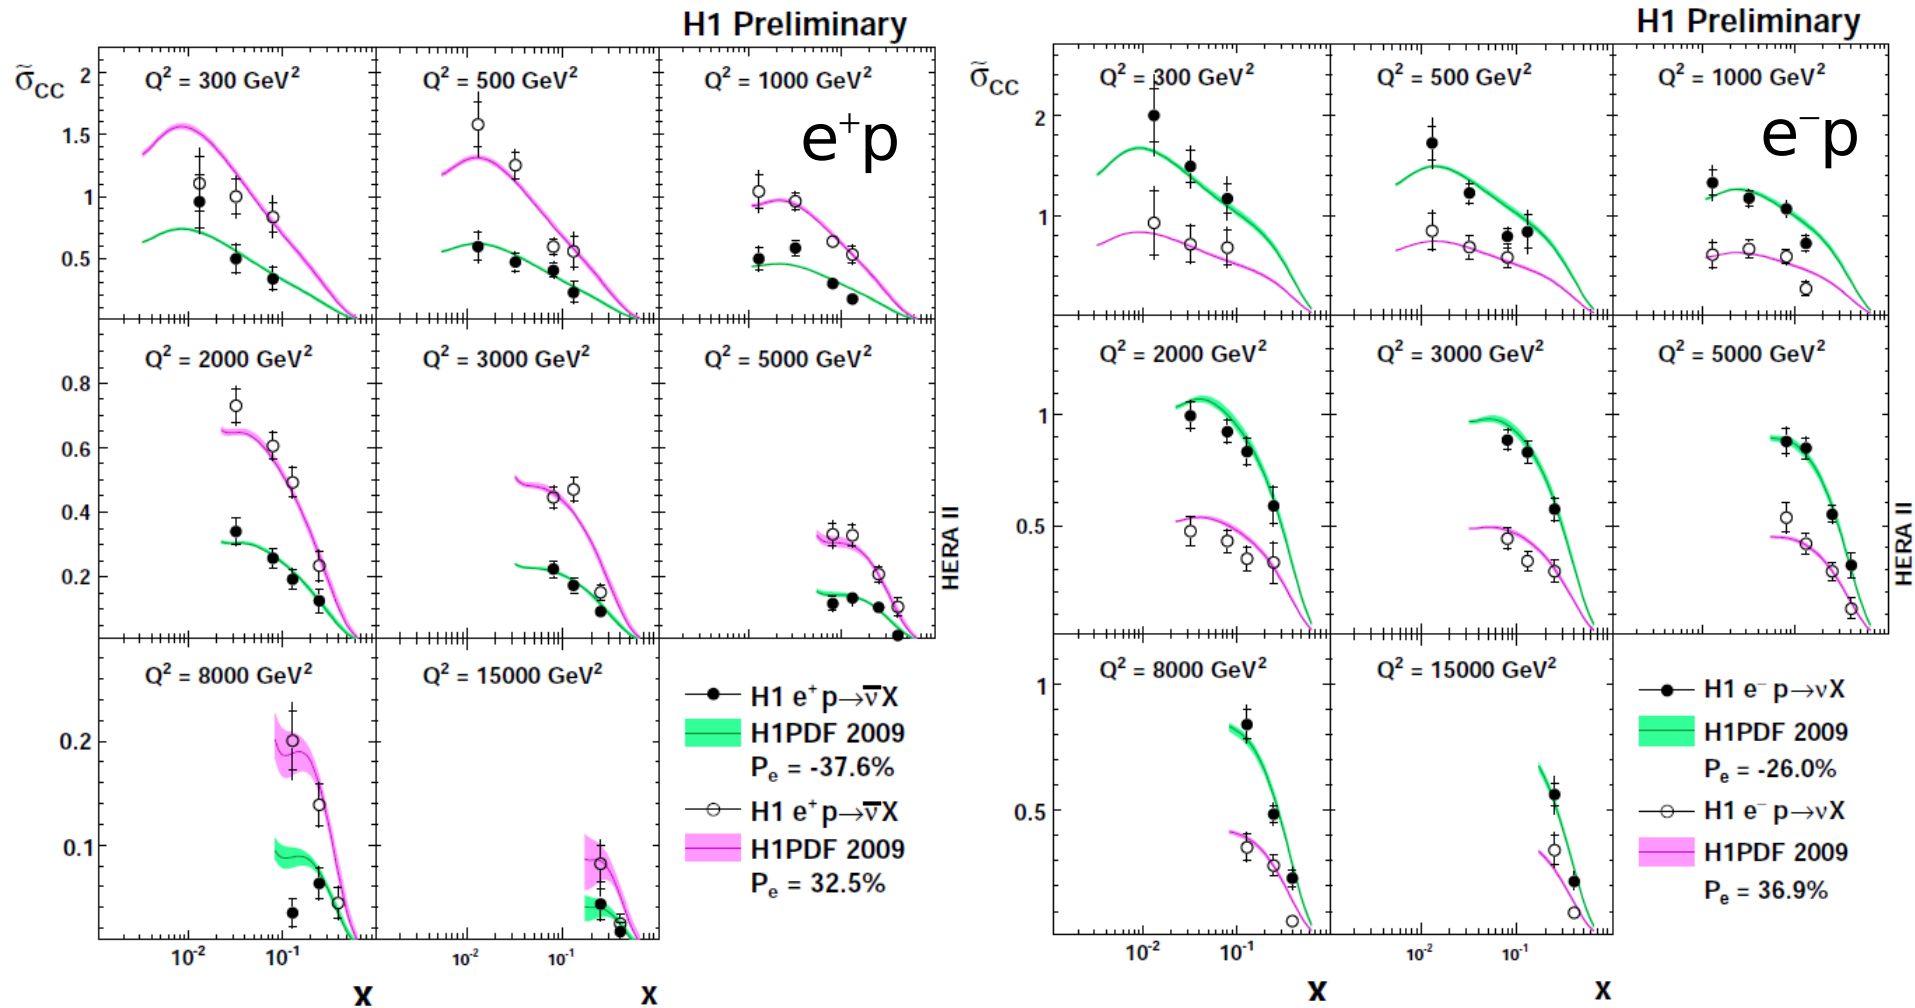 H1 Preliminary
σ̃CC
Q² = 300 GeV²
Q² = 500 GeV²
Q² = 1000 GeV²
e⁺p
2
1.5
1
0.5
Q² = 2000 GeV²
Q² = 3000 GeV²
Q² = 5000 GeV²
0.8
0.6
0.4
0.2
HERA II
Q² = 8000 GeV²
Q² = 15000 GeV²
0.2
0.1
H1 e⁺ p→ν̅X
H1PDF 2009
Pₑ = -37.6%
H1 e⁺ p→ν̅X
H1PDF 2009
Pₑ = 32.5%
10⁻² 10⁻¹ 10⁻² 10⁻¹
x x
H1 Preliminary
σ̃CC
Q² = 300 GeV²
Q² = 500 GeV²
Q² = 1000 GeV²
e⁻p
2
1
Q² = 2000 GeV²
Q² = 3000 GeV²
Q² = 5000 GeV²
1
0.5
HERA II
Q² = 8000 GeV²
Q² = 15000 GeV²
1
0.5
H1 e⁻ p→νX
H1PDF 2009
Pₑ = -26.0%
H1 e⁻ p→νX
H1PDF 2009
Pₑ = 36.9%
10⁻² 10⁻¹ 10⁻² 10⁻¹
x x